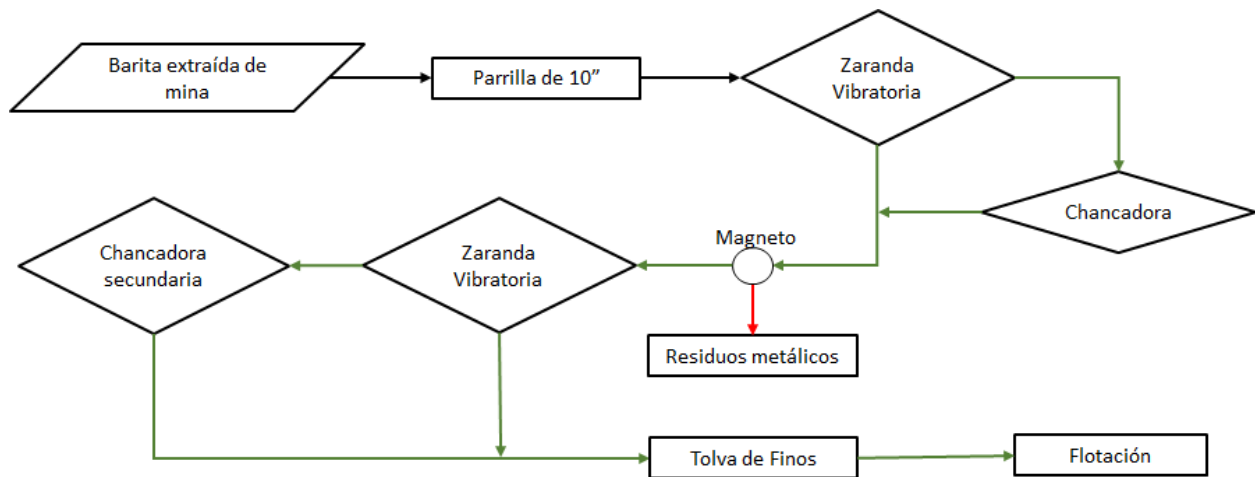 Barita extraída de
mina
Parrilla de 10”
Zaranda
Vibratoria
Chancadora
Magneto
Chancadora
secundaria
Zaranda
Vibratoria
Residuos metálicos
Tolva de Finos
Flotación